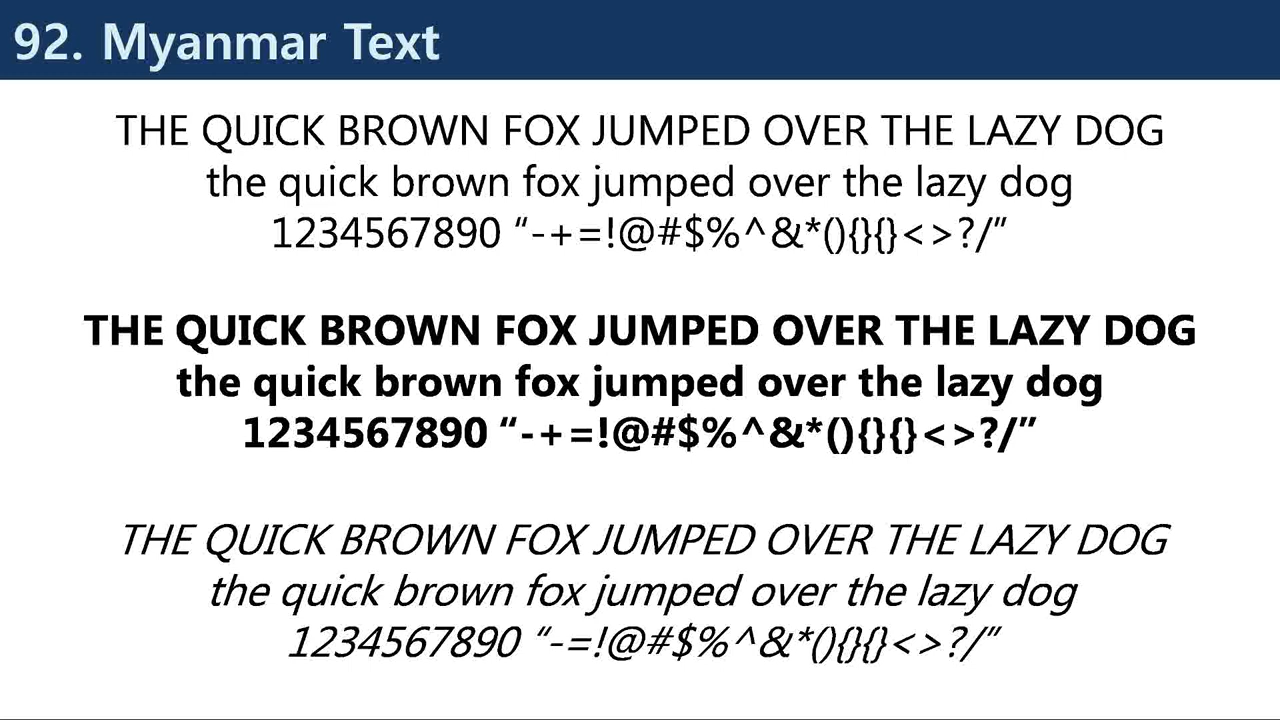 92. Myanmar Text
THE QUICK BROWN FOX JUMPED OVER THE LAZY DOG
the quick brown fox jumped over the lazy dog
1234567890 “-+=!@#$%^&*(){}{}<>?/”
THE QUICK BROWN FOX JUMPED OVER THE LAZY DOG
the quick brown fox jumped over the lazy dog
1234567890 “-+=!@#$%^&*(){}{}<>?/”
THE QUICK BROWN FOX JUMPED OVER THE LAZY DOG
the quick brown fox jumped over the lazy dog
1234567890 “-=!@#$%^&*(){}{}<>?/”